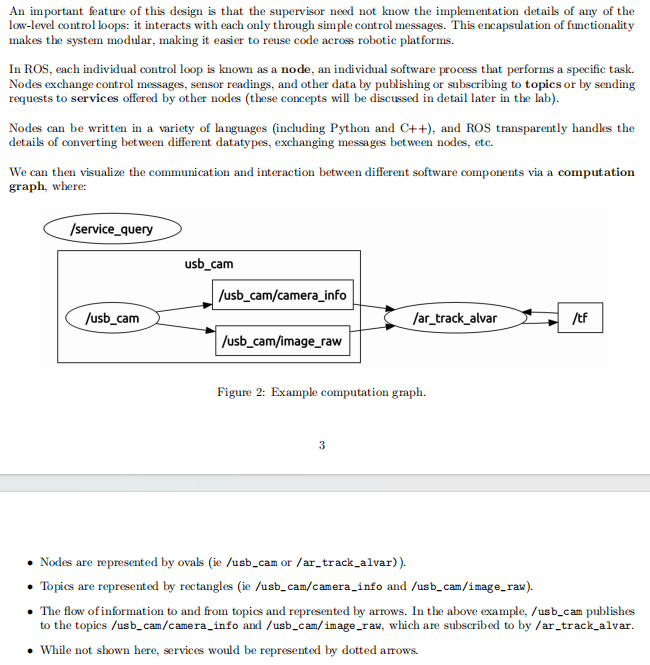 An important feature of this design is that the supervisor need not know the implementation details of any of the
low-level control loops: it interacts with each only through simple control messages. This encapsulation of functionality
makes the system modular, making it easier to reuse code across robotic platforms.
In ROS, each individual control loop is known as a node, an individual software process that performs a specific task.
Nodes exchange control messages, sensor readings, and other data by publishing or subscribing to topics or by sending
requests to services offered by other nodes (these concepts will be discussed in detail later in the lab).
Nodes can be written in a variety of languages (including Python and C++), and ROS transparently handles the
details of converting between different datatypes, exchanging messages between nodes, etc.
We can then visualize the communication and interaction between different software components via a computation
graph, where:
/service_query
usb_cam
/usb_cam/camera_info
/usb_cam
/ar_track_alvar
/tf
/usb_cam/image_raw
Figure 2: Example computation graph.
3
• Nodes are represented by ovals (ie /usb_cam or /ar_track_alvar)).
• Topics are represented by rectangles (ie /usb_cam/camera_info and /usb_cam/image_raw).
• The flow of information to and from topics and represented by arrows. In the above example, /usb_cam publishes
to the topics /usb_cam/camera_info and /usb_cam/image_raw, which are subscribed to by /ar_track_alvar.
• While not shown here, services would be represented by dotted arrows.